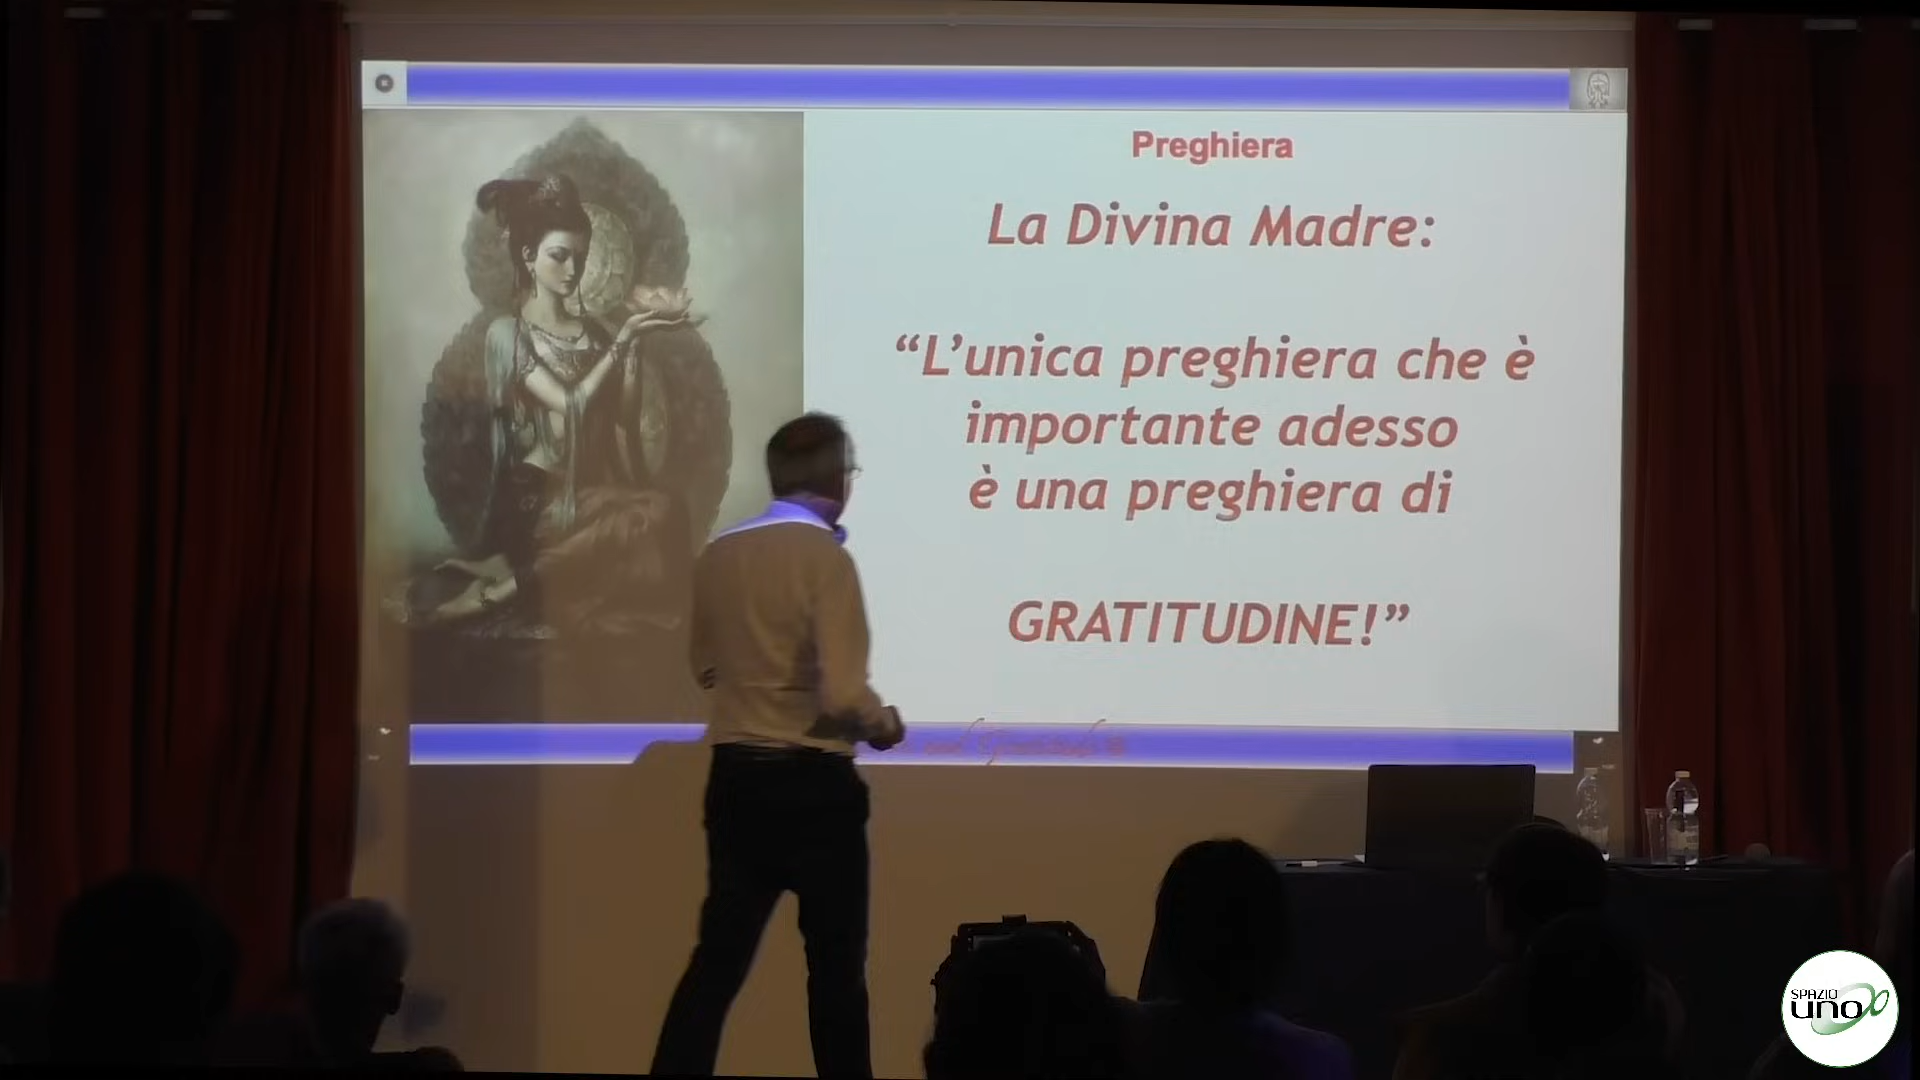 Preghiera
La Divina Madre:
“L’unica preghiera che è
importante adesso
è una preghiera di
GRATITUDINE!”
SPAZIO
uno